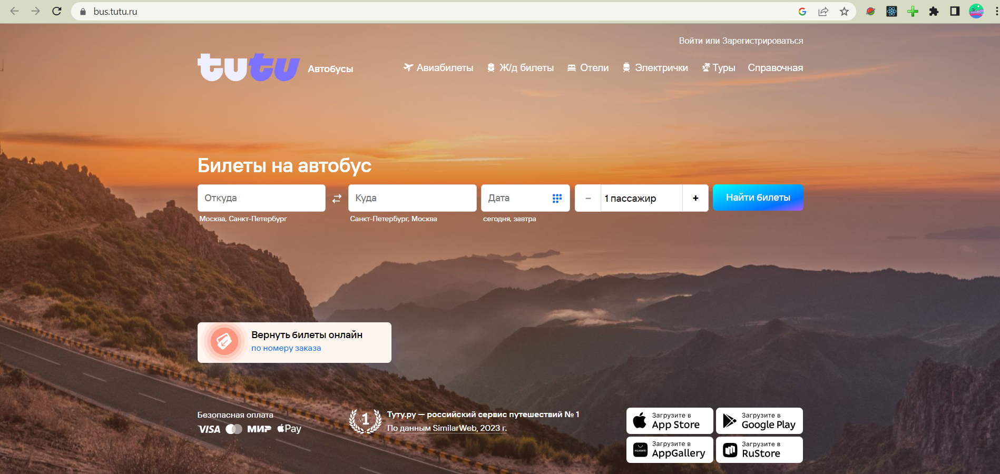 bus.tutu.ru
Войти или Зарегистрироваться
tutu Автобусы
Авиабилеты Ж/д билеты Отели Электрички Туры Справочная
Билеты на автобус
Откуда Куда Дата − 1 пассажир + Найти билеты
Москва, Санкт-Петербург Санкт-Петербург, Москва сегодня, завтра
Вернуть билеты онлайн
по номеру заказа
Безопасная оплата
VISA МИР Pay
№1
Туту.ру — российский сервис путешествий № 1
По данным SimilarWeb, 2023 г.
Загрузите в
App Store
Загрузите в
Google Play
HUAWEI
Загрузите в
AppGallery
Загрузите в
RuStore